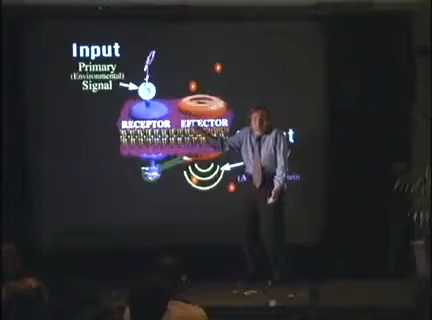 Input
Primary
(Environmental)
Signal
RECEPTOR EFFECTOR